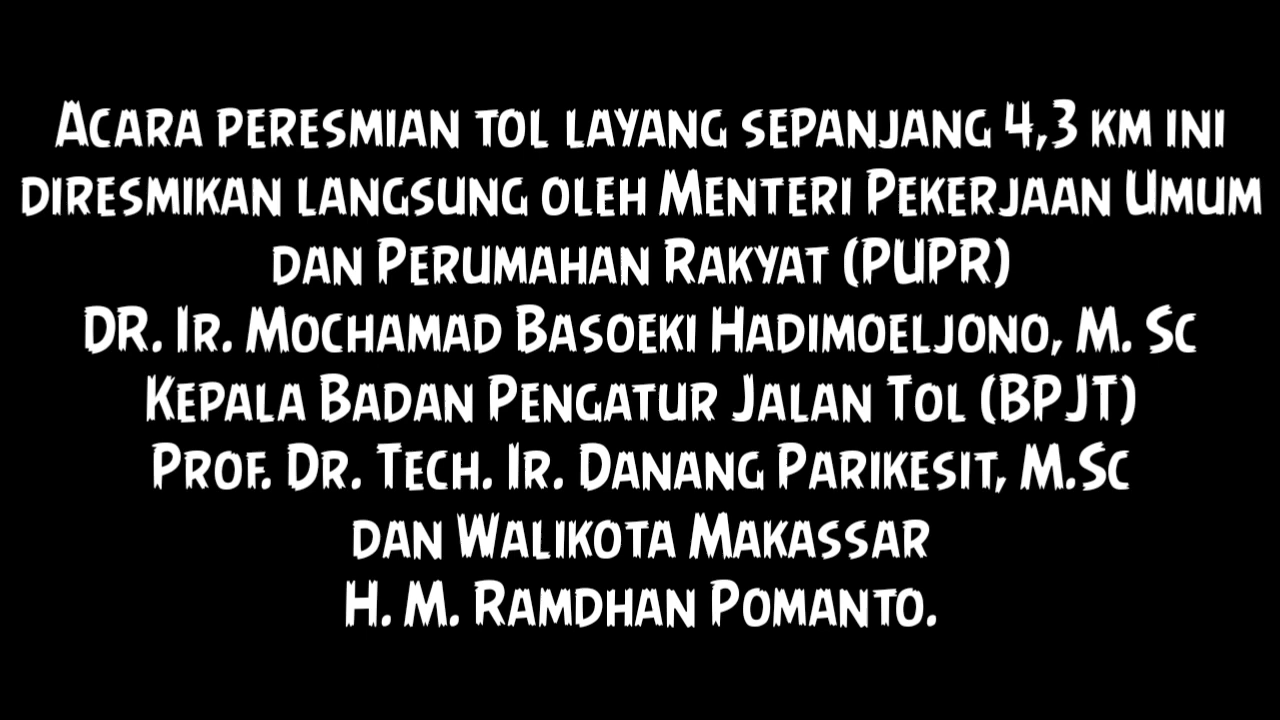 Acara peresmian tol layang sepanjang 4,3 km ini
diresmikan langsung oleh Menteri Pekerjaan Umum
dan Perumahan Rakyat (PUPR)
DR. Ir. Mochamad Basoeki Hadimoeljono, M. Sc
Kepala Badan Pengatur Jalan Tol (BPJT)
Prof. Dr. Tech. Ir. Danang Parikesit, M.Sc
dan Walikota Makassar
H. M. Ramdhan Pomanto.